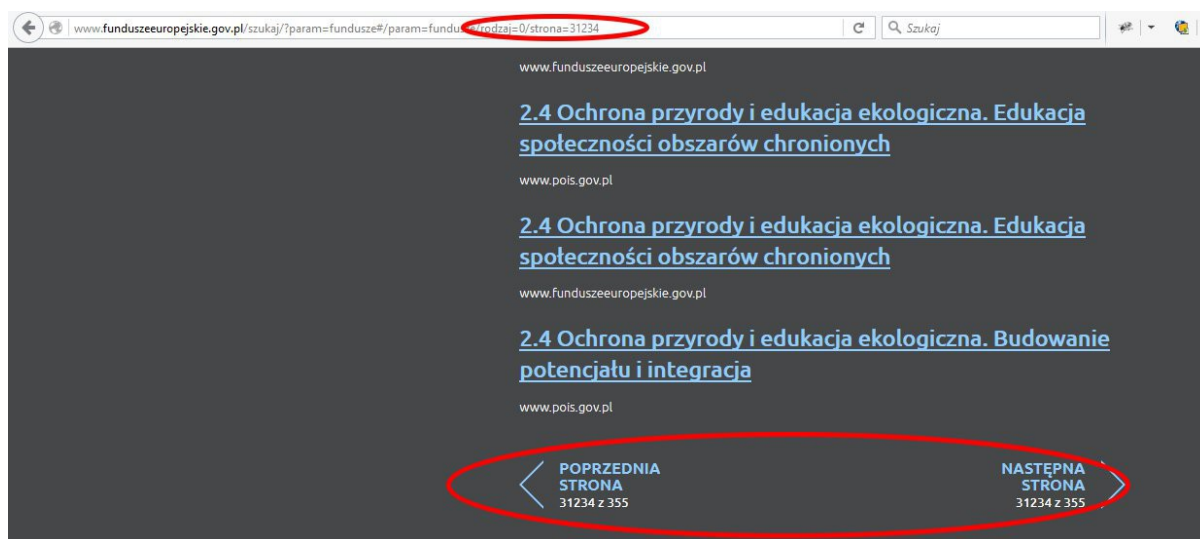 www.funduszeeuropejskie.gov.pl/szukaj/?param=fundusze#/param=fundusze/rodzaj=0/strona=31234
Szukaj
www.funduszeeuropejskie.gov.pl
2.4 Ochrona przyrody i edukacja ekologiczna. Edukacja
społeczności obszarów chronionych
www.pois.gov.pl
2.4 Ochrona przyrody i edukacja ekologiczna. Edukacja
społeczności obszarów chronionych
www.funduszeeuropejskie.gov.pl
2.4 Ochrona przyrody i edukacja ekologiczna. Budowanie
potencjału i integracja
www.pois.gov.pl
POPRZEDNIA
STRONA
31234 z 355
NASTĘPNA
STRONA
31234 z 355